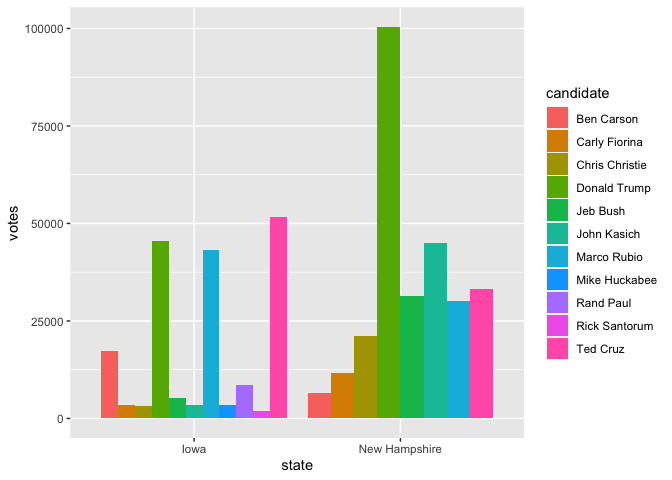 100000
75000
50000
25000
0
votes
Iowa
New Hampshire
state
candidate
Ben Carson
Carly Fiorina
Chris Christie
Donald Trump
Jeb Bush
John Kasich
Marco Rubio
Mike Huckabee
Rand Paul
Rick Santorum
Ted Cruz